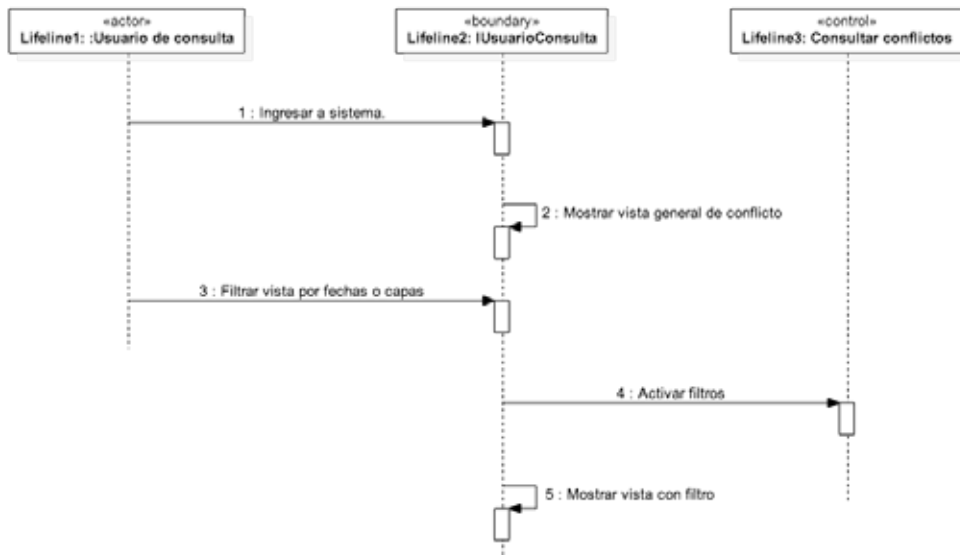 «actor»
Lifeline1: :Usuario de consulta
«boundary»
Lifeline2: IUsuarioConsulta
«control»
Lifeline3: Consultar conflictos
1 : Ingresar a sistema.
2 : Mostrar vista general de conflicto
3 : Filtrar vista por fechas o capas
4 : Activar filtros
5 : Mostrar vista con filtro